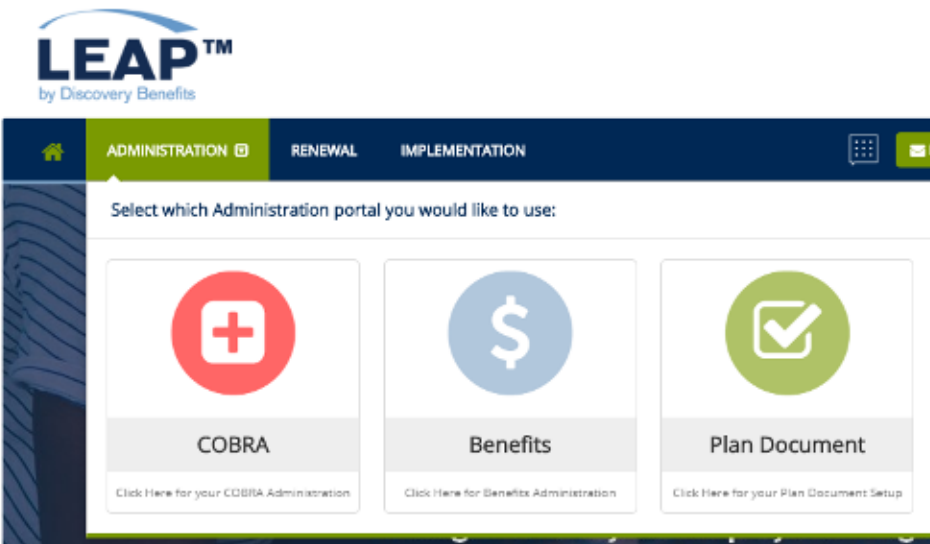 LEAP™
by Discovery Benefits
ADMINISTRATION RENEWAL IMPLEMENTATION
Select which Administration portal you would like to use:
COBRA Benefits Plan Document
Click Here for your COBRA Administration Click Here for Benefits Administration Click Here for your Plan Document Setup